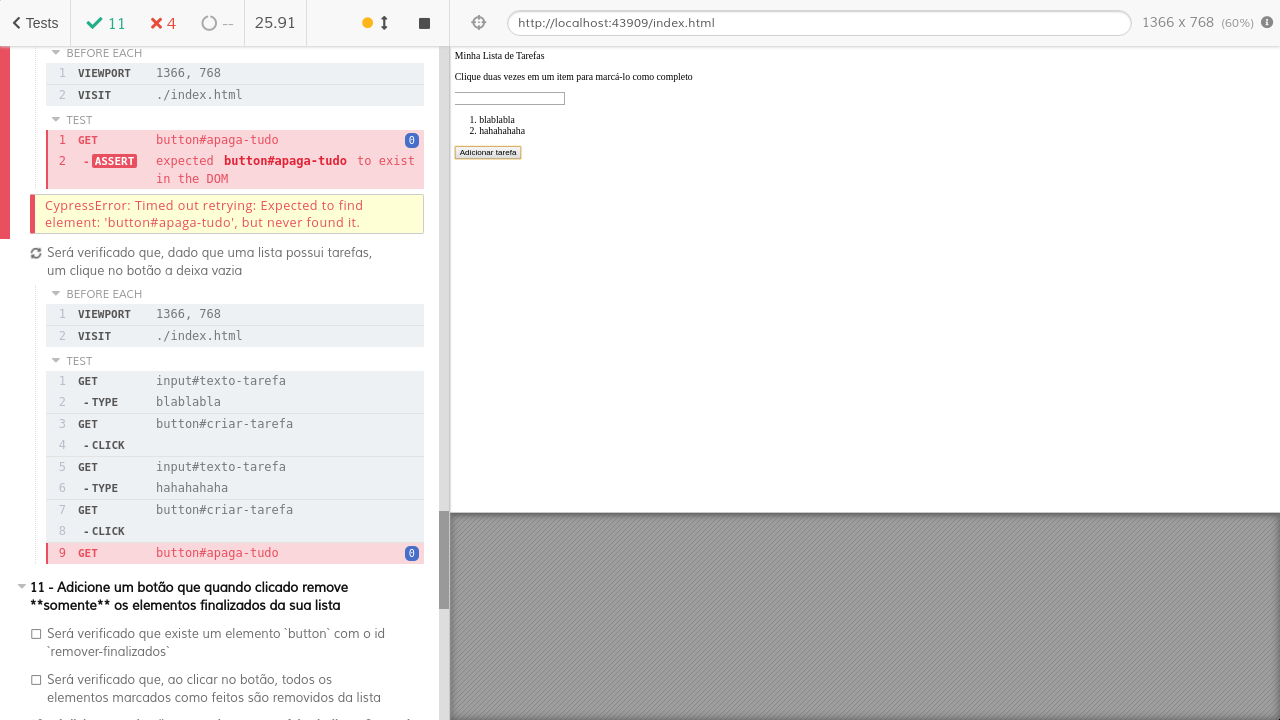 Tests 11 4 -- 25.91
http://localhost:43909/index.html 1366 x 768 (60%)
BEFORE EACH
1 VIEWPORT 1366, 768
2 VISIT ./index.html
TEST
1 GET button#apaga-tudo 0
2 - ASSERT expected button#apaga-tudo to exist
in the DOM
CypressError: Timed out retrying: Expected to find
element: 'button#apaga-tudo', but never found it.
Será verificado que, dado que uma lista possui tarefas,
um clique no botão a deixa vazia
BEFORE EACH
1 VIEWPORT 1366, 768
2 VISIT ./index.html
TEST
1 GET input#texto-tarefa
2 - TYPE blablabla
3 GET button#criar-tarefa
4 - CLICK
5 GET input#texto-tarefa
6 - TYPE hahahahaha
7 GET button#criar-tarefa
8 - CLICK
9 GET button#apaga-tudo 0
11 - Adicione um botão que quando clicado remove
**somente** os elementos finalizados da sua lista
Será verificado que existe um elemento `button` com o id
`remover-finalizados`
Será verificado que, ao clicar no botão, todos os
elementos marcados como feitos são removidos da lista
Minha Lista de Tarefas
Clique duas vezes em um item para marcá-lo como completo
1. blablabla
2. hahahahaha
Adicionar tarefa